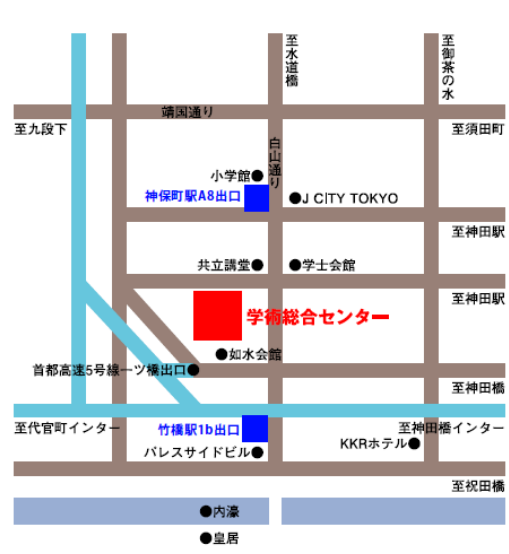 至水道橋
至御茶の水
靖国通り
至九段下
至須田町
白山通り
小学館
神保町駅A8出口
J CITY TOKYO
至神田駅
共立講堂
学士会館
至神田駅
学術総合センター
如水会館
首都高速5号線一ツ橋出口
至神田橋
至代官町インター
竹橋駅1b出口
至神田橋インター
KKRホテル
パレスサイドビル
至祝田橋
内濠
皇居